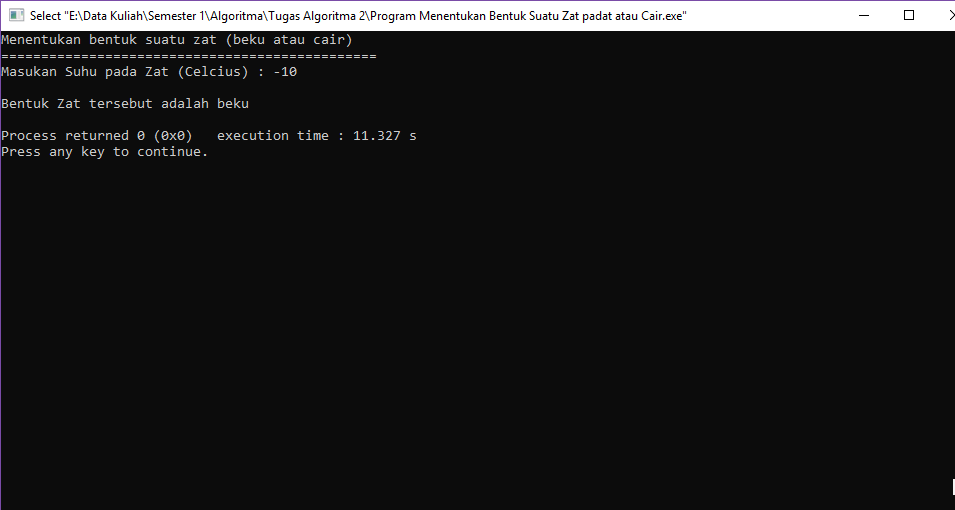 Select "E:\Data Kuliah\Semester 1\Algoritma\Tugas Algoritma 2\Program Menentukan Bentuk Suatu Zat padat atau Cair.exe"
Menentukan bentuk suatu zat (beku atau cair)
===============================================
Masukan Suhu pada Zat (Celcius) : -10
Bentuk Zat tersebut adalah beku
Process returned 0 (0x0)   execution time : 11.327 s
Press any key to continue.